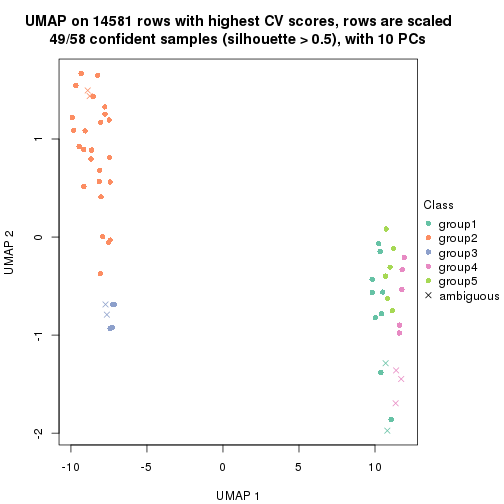 UMAP on 14581 rows with highest CV scores, rows are scaled
49/58 confident samples (silhouette > 0.5), with 10 PCs
1
0
-1
-2
UMAP 2
-10
-5
0
5
10
UMAP 1
Class
group1
group2
group3
group4
group5
ambiguous